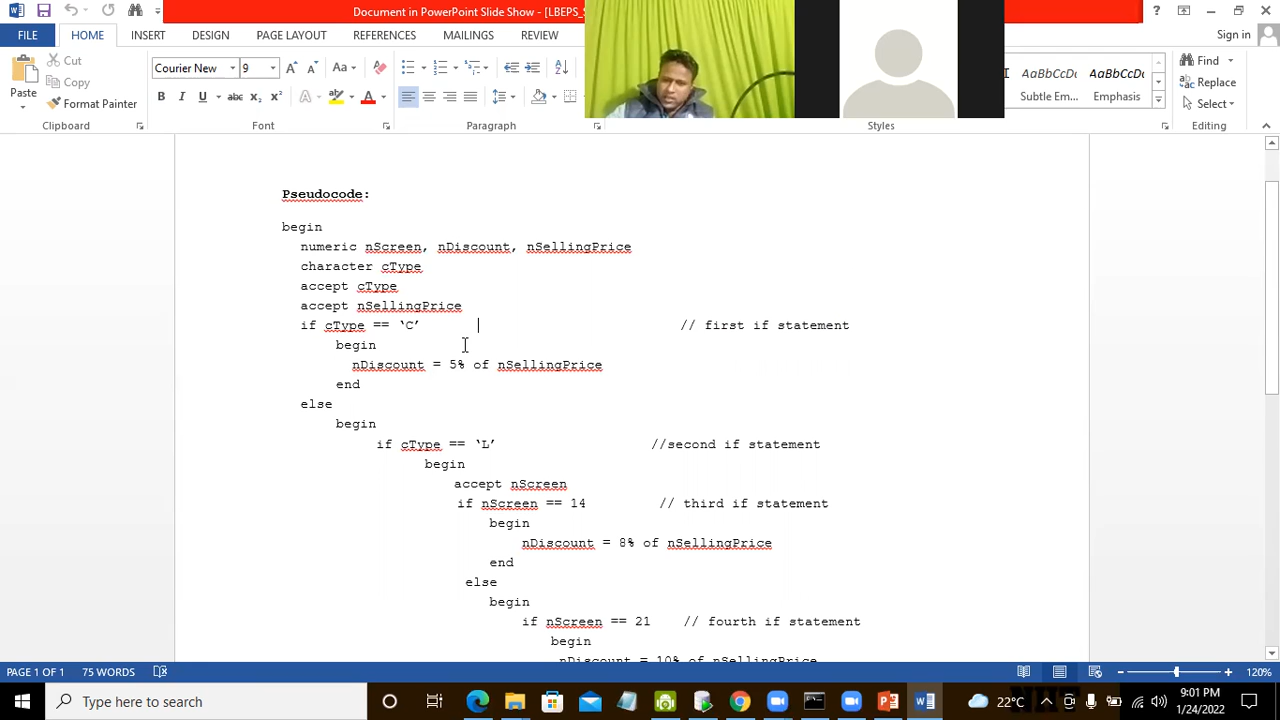 Document in PowerPoint Slide Show - [LBEPS_
FILE HOME INSERT DESIGN PAGE LAYOUT REFERENCES MAILINGS REVIEW Sign in
Cut
Copy
Format Painter
Paste
Clipboard
Courier New 9
Font
Paragraph
AaBbCcDc AaBbCcDc
Subtle Em... Emphasis
Styles
Find
Replace
Select
Editing
Pseudocode:
begin
numeric nScreen, nDiscount, nSellingPrice
character cType
accept cType
accept nSellingPrice
if cType == ‘C’ // first if statement
begin
nDiscount = 5% of nSellingPrice
end
else
begin
if cType == ‘L’ //second if statement
begin
accept nScreen
if nScreen == 14 // third if statement
begin
nDiscount = 8% of nSellingPrice
end
else
begin
if nScreen == 21 // fourth if statement
begin
nDiscount = 10% of nSellingPrice
PAGE 1 OF 1 75 WORDS 120%
Type here to search
22°C
9:01 PM
1/24/2022